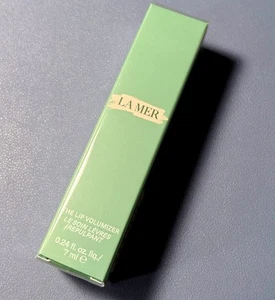 LA MER
THE LIP VOLUMIZER
LE SOIN LÈVRES
REPULPANT
0.24 fl.oz.liq./
7 ml ℮